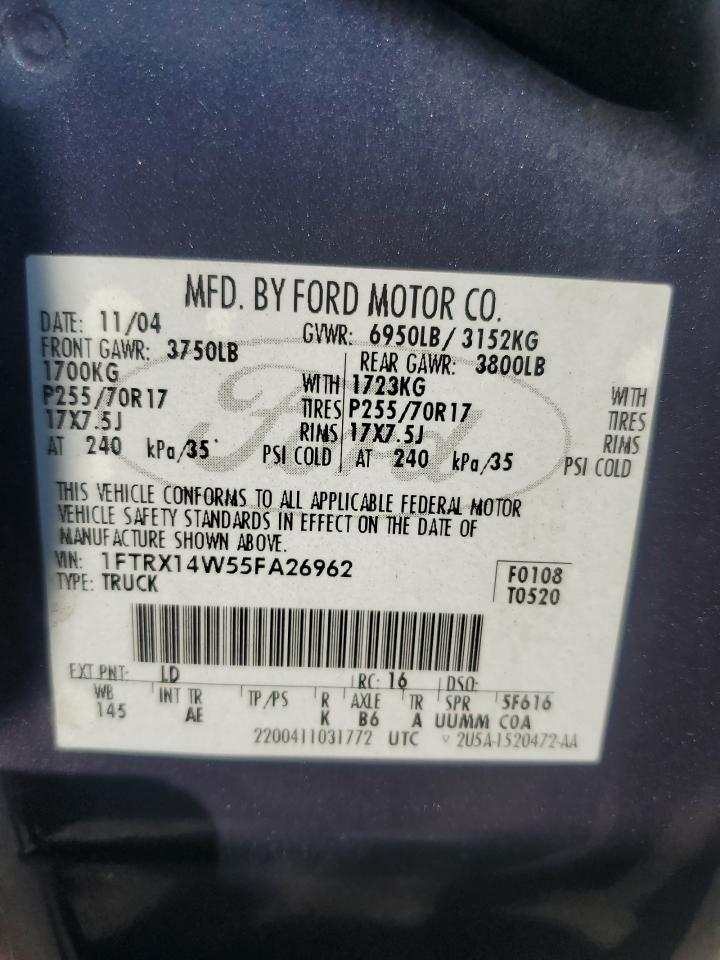 MFD. BY FORD MOTOR CO.
DATE: 11/04 GVWR: 6950LB/ 3152KG
FRONT GAWR: 3750LB REAR GAWR: 3800LB
1700KG WITH 1723KG WITH
P255/70R17 TIRES P255/70R17 TIRES
17X7.5J RIMS 17X7.5J RIMS
AT 240 kPa/35 PSI COLD AT 240 kPa/35 PSI COLD
Ford
THIS VEHICLE CONFORMS TO ALL APPLICABLE FEDERAL MOTOR
VEHICLE SAFETY STANDARDS IN EFFECT ON THE DATE OF
MANUFACTURE SHOWN ABOVE.
VIN: 1FTRX14W55FA26962 F0108
TYPE: TRUCK T0520
EXT PNT: LD RC: 16 DSO:
WB INT TR TP/PS R AXLE TR SPR 5F616
145 AE K B6 A UUMM COA
2200411031772 UTC 2U5A-1520472-AA